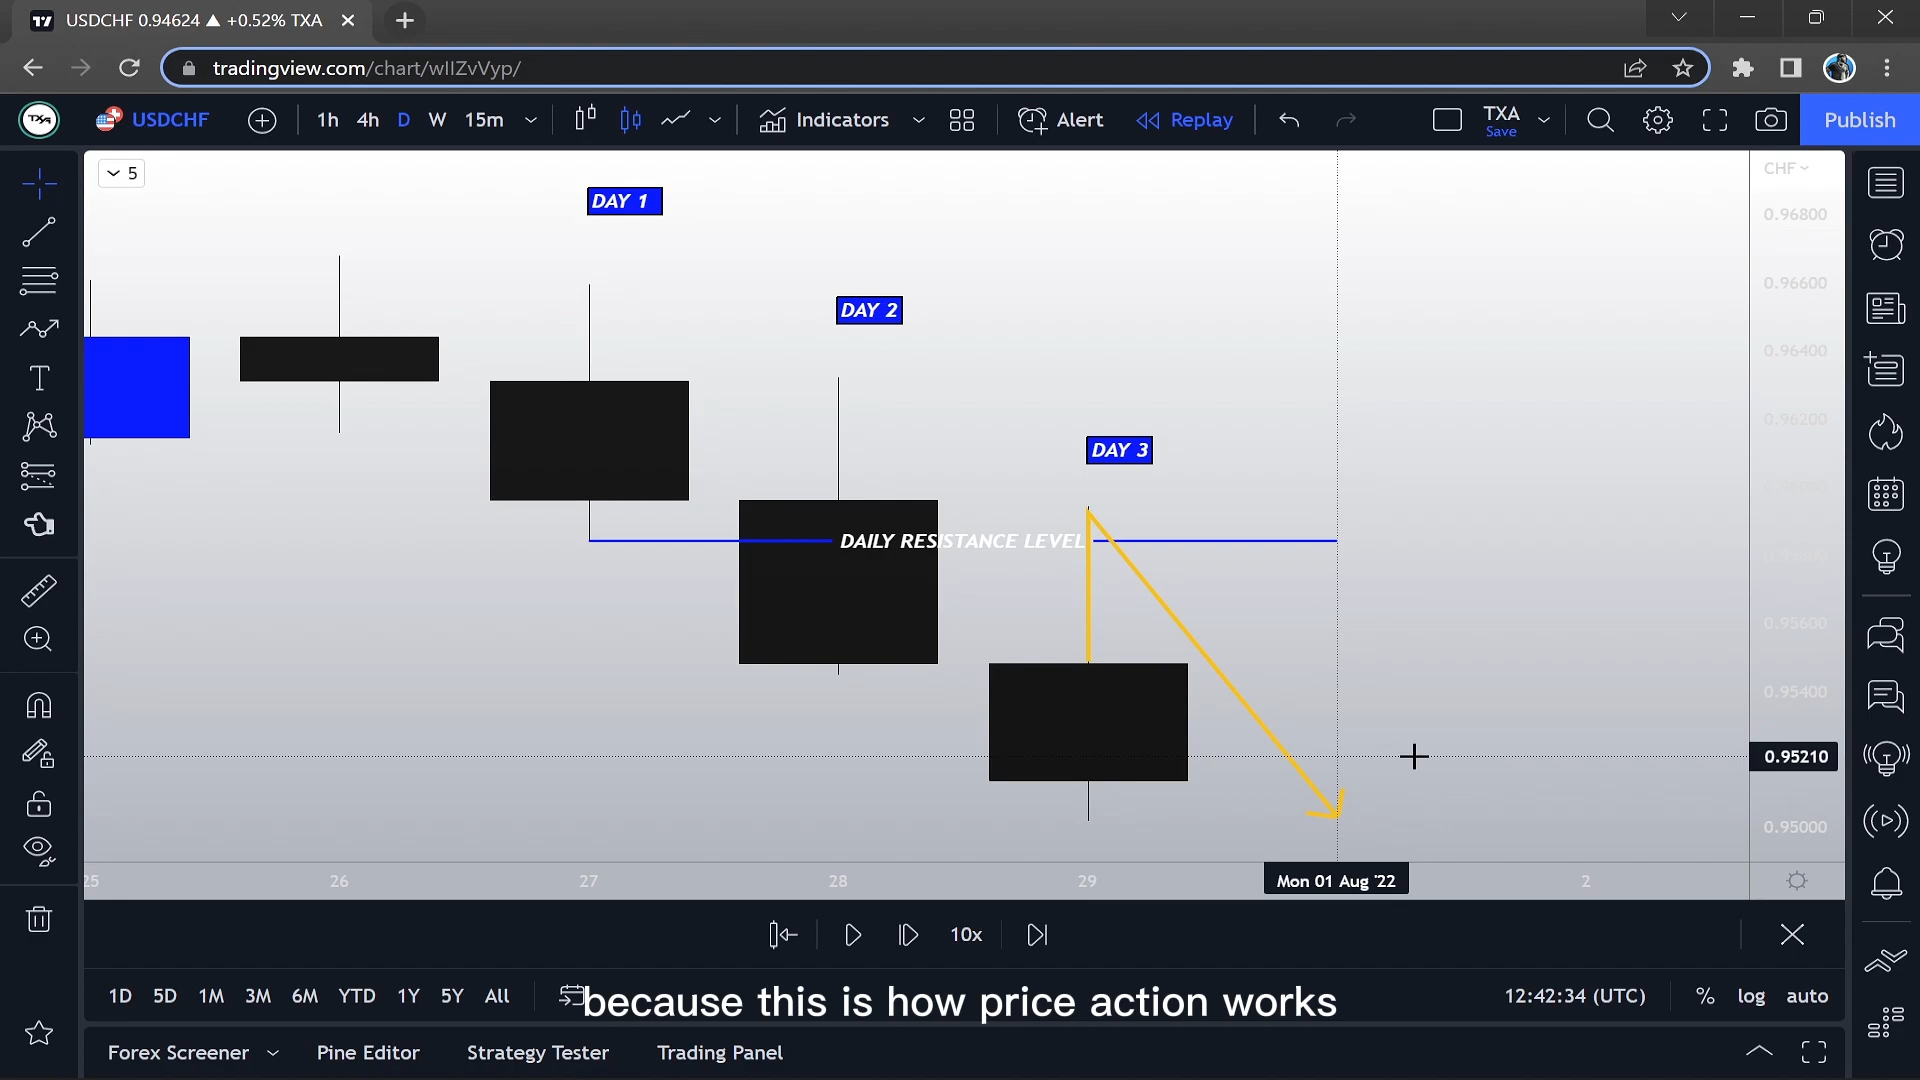 USDCHF 0.94624 ▲ +0.52% TXA
tradingview.com/chart/wIIZvVyp/
TXA
USDCHF
1h 4h D W 15m
Indicators
Alert
Replay
TXA
Save
Publish
5
CHF
DAY 1
0.96800
0.96600
DAY 2
0.96400
0.96200
DAY 3
DAILY RESISTANCE LEVEL
0.95600
0.95400
0.95210
0.95000
25 26 27 28 29 Mon 01 Aug '22 2
10x
1D 5D 1M 3M 6M YTD 1Y 5Y All
12:42:34 (UTC) % log auto
because this is how price action works
Forex Screener Pine Editor Strategy Tester Trading Panel